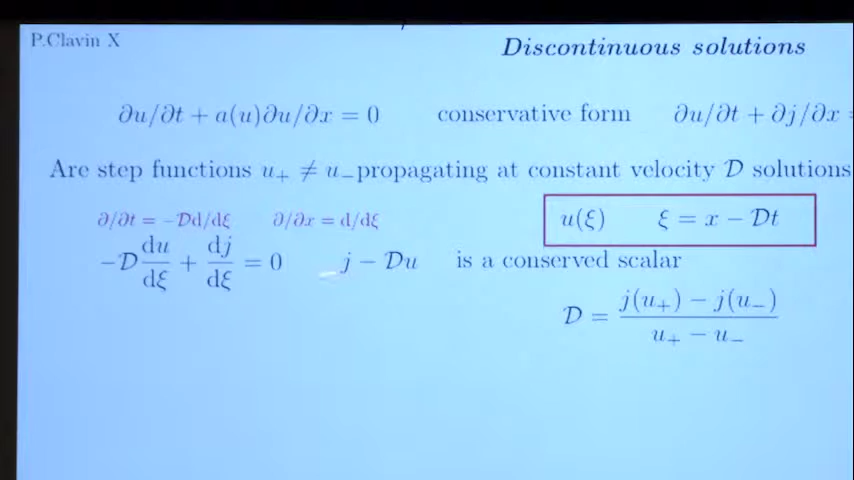 P.Clavin X
Discontinuous solutions
∂u/∂t + a(u)∂u/∂x = 0 conservative form ∂u/∂t + ∂j/∂x =
Are step functions u₊ ≠ u₋propagating at constant velocity 𝒟 solutions
∂/∂t = −𝒟d/dξ ∂/∂x = d/dξ u(ξ) ξ = x − 𝒟t
−𝒟 du/dξ + dj/dξ = 0 j − 𝒟u is a conserved scalar
𝒟 = (j(u₊) − j(u₋))/(u₊ − u₋)